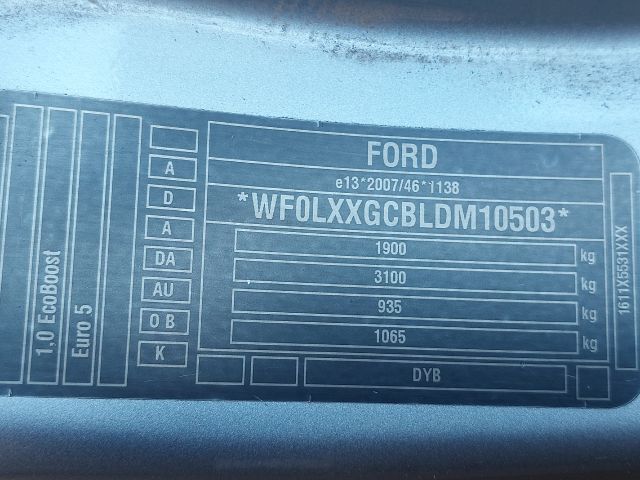 FORD
e13*2007/46*1138
*WF0LXXGCBLDM10503*
1900 kg
3100 kg
935 kg
1065 kg
DYB
A
D
A
DA
AU
0 B
K
1,0 EcoBoost
Euro 5
1611X5531XXX